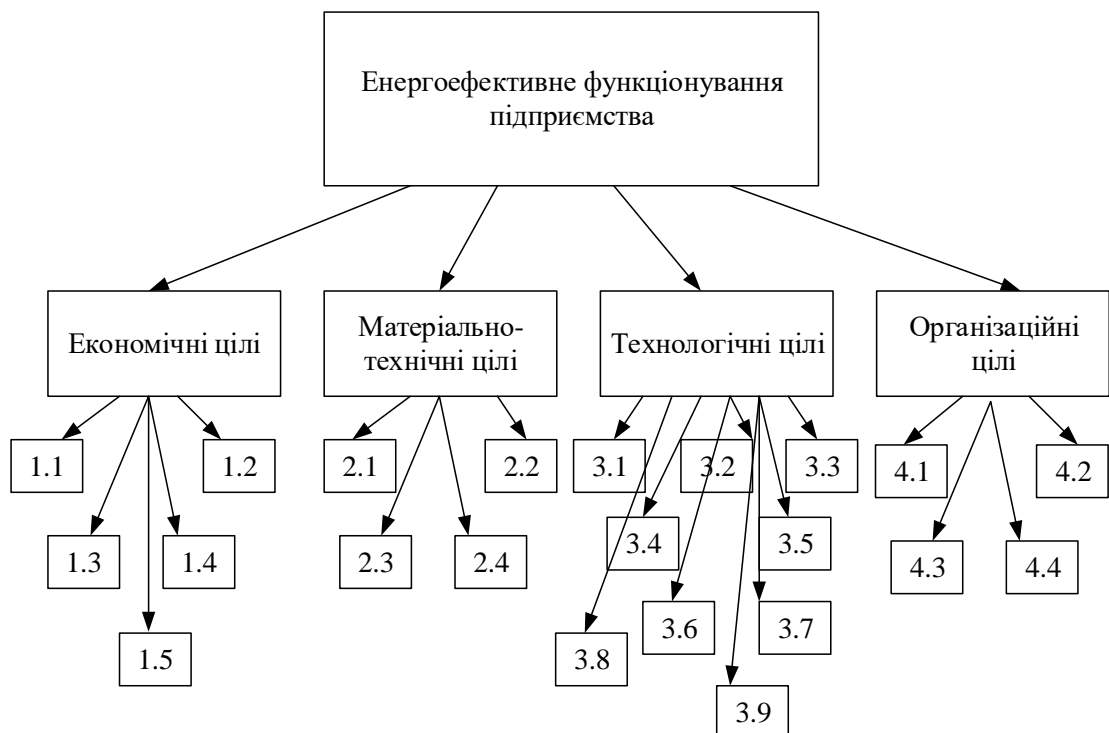 Енергоефективне функціонування
підприємства
Економічні цілі
Матеріально-
технічні цілі
Технологічні цілі
Організаційні
цілі
1.1
1.2
2.1
2.2
3.1
3.2
3.3
4.1
4.2
1.3
1.4
2.3
2.4
3.4
3.5
4.3
4.4
1.5
3.8
3.6
3.7
3.9